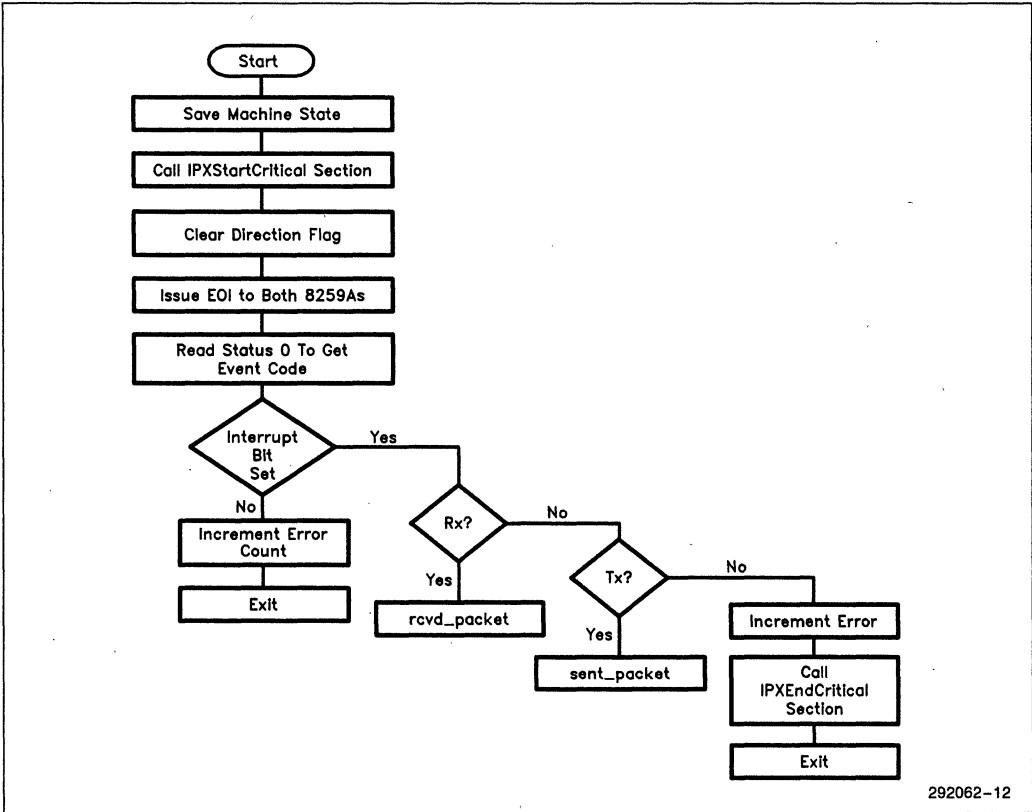 Start
Save Machine State
Call IPXStartCritical Section
Clear Direction Flag
Issue EOI to Both 8259As
Read Status 0 To Get
Event Code
Interrupt
Bit
Set
Yes
No
Increment Error
Count
Exit
Rx?
No
Yes
rcvd_packet
Tx?
No
Yes
sent_packet
Increment Error
Call
IPXEndCritical
Section
Exit
292062-12